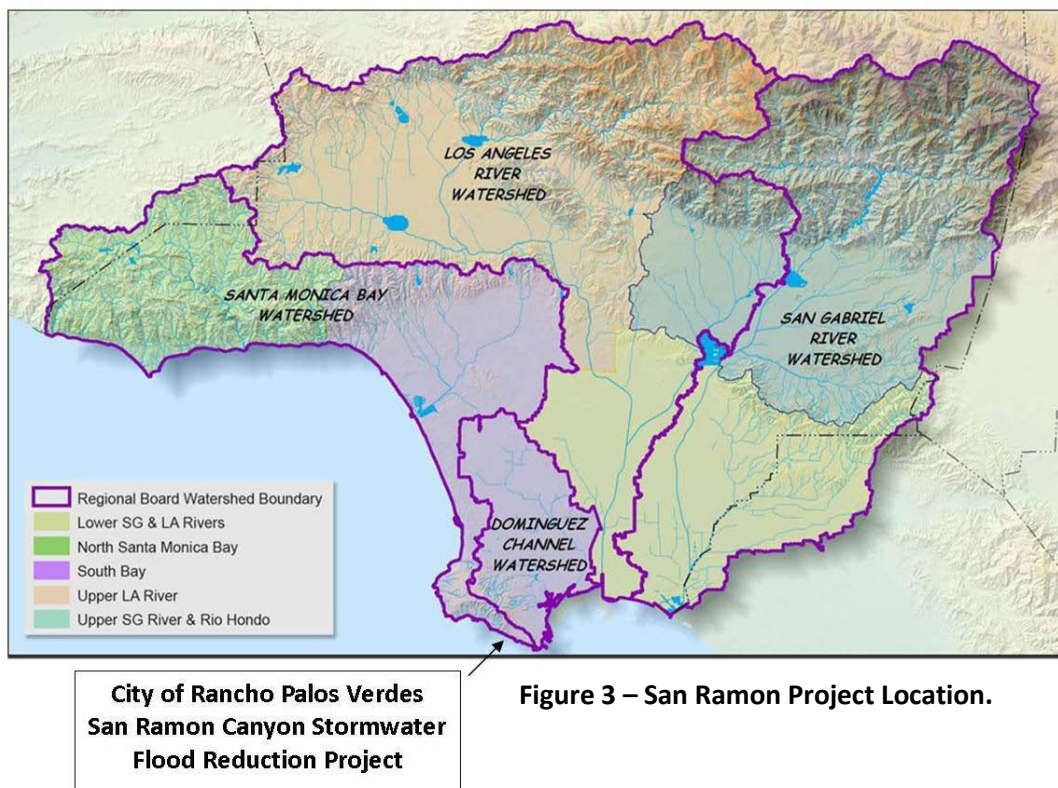 LOS ANGELES
RIVER
WATERSHED
SANTA MONICA BAY
WATERSHED
SAN GABRIEL
RIVER
WATERSHED
DOMINGUEZ
CHANNEL
WATERSHED
Regional Board Watershed Boundary
Lower SG & LA Rivers
North Santa Monica Bay
South Bay
Upper LA River
Upper SG River & Rio Hondo
City of Rancho Palos Verdes
San Ramon Canyon Stormwater
Flood Reduction Project
Figure 3 – San Ramon Project Location.